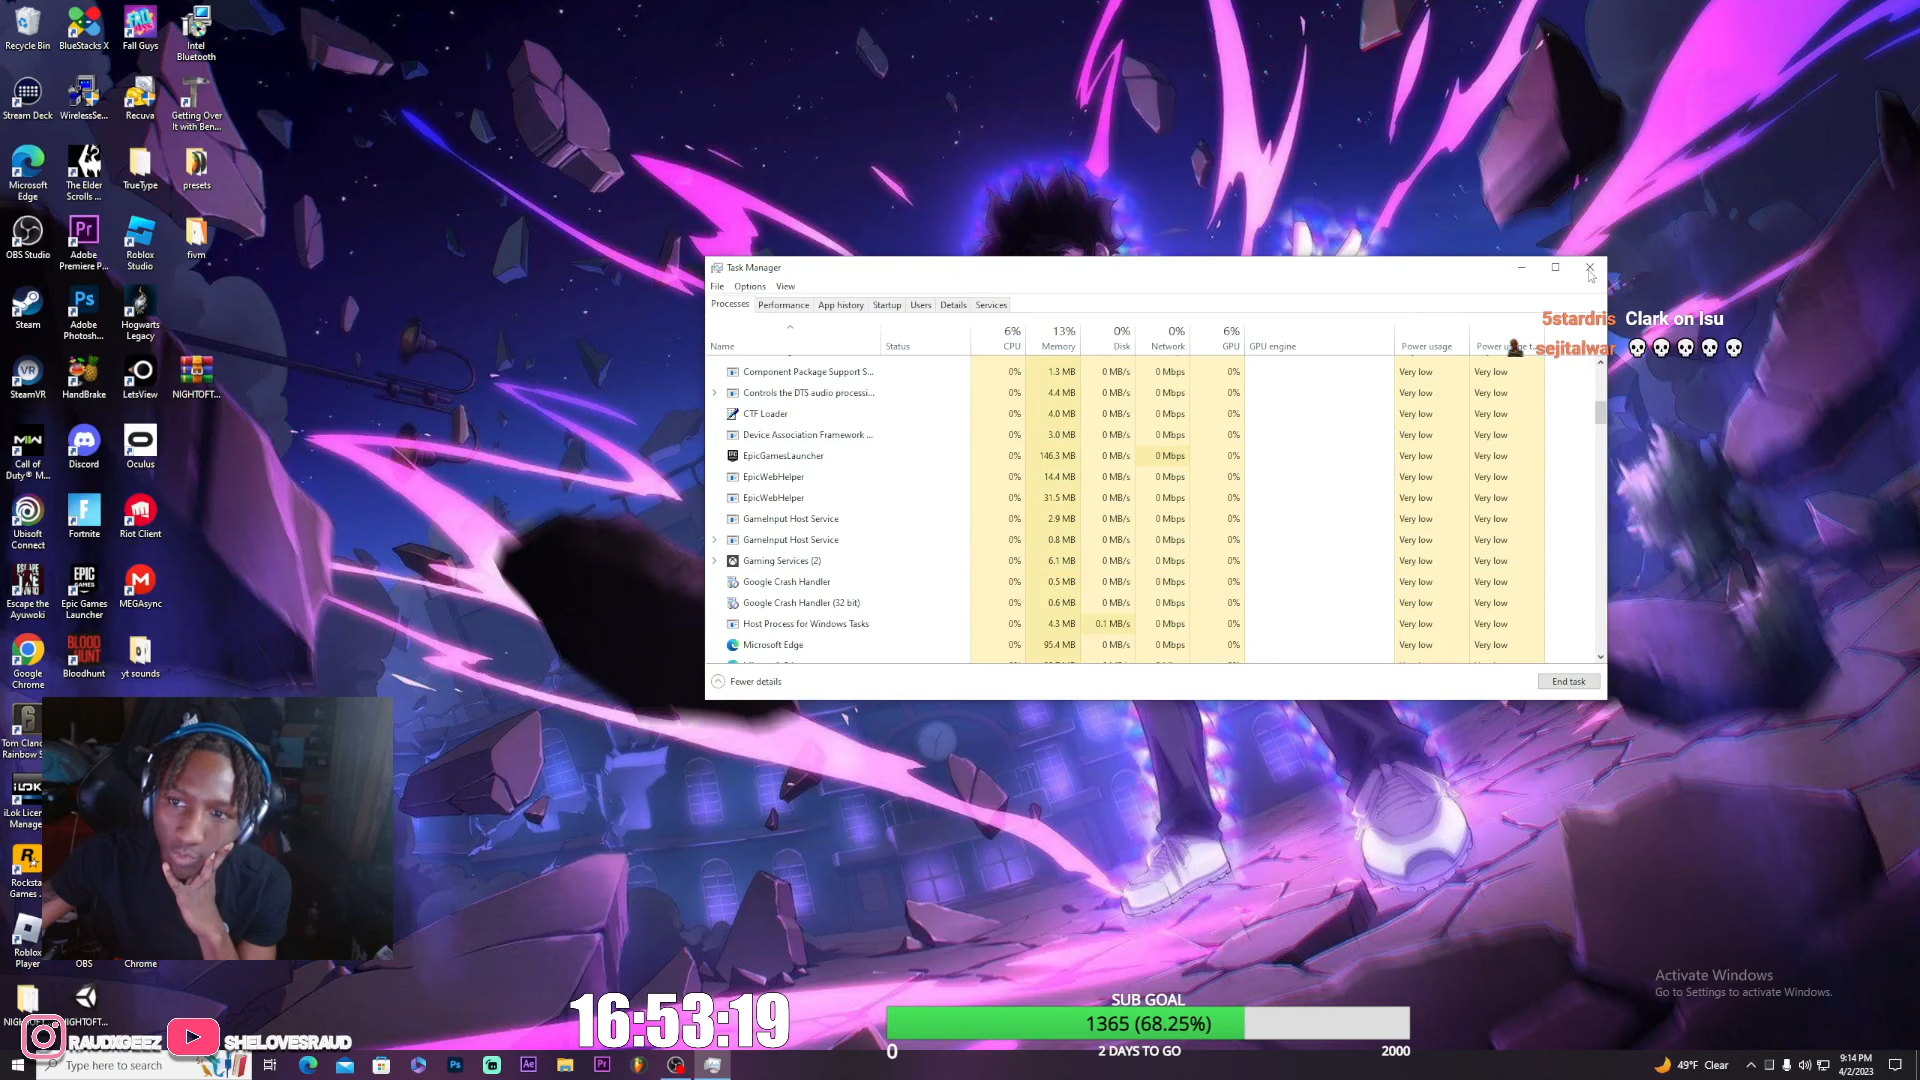 Recycle Bin
BlueStacks X
Fall Guys
Intel
Bluetooth
Stream Deck
WirelessSe...
Recuva
Getting Over
It with Ben...
Microsoft
Edge
The Elder
Scrolls ...
TrueType
presets
OBS Studio
Adobe
Premiere P...
Roblox
Studio
fivm
Steam
Adobe
Photosh...
Hogwarts
Legacy
SteamVR
HandBrake
LetsView
NIGHTOFT...
Call of
Duty® M...
Discord
Oculus
Ubisoft
Connect
Fortnite
Riot Client
Escape the
Ayuwoki
Epic Games
Launcher
MEGAsync
Google
Chrome
Bloodhunt
yt sounds
Tom Clanc
Rainbow S
iLok Licen
Manage
Rocksta
Games .
Roblox
Player
OBS
Chrome
Task Manager
File Options View
Processes Performance App history Startup Users Details Services
6% 13% 0% 0% 6%
Name Status CPU Memory Disk Network GPU GPU engine Power usage
Component Package Support S... 0% 1.3 MB 0 MB/s 0 Mbps 0% Very low Very low
Controls the DTS audio processi... 0% 4.4 MB 0 MB/s 0 Mbps 0% Very low Very low
CTF Loader 0% 4.0 MB 0 MB/s 0 Mbps 0% Very low Very low
Device Association Framework ... 0% 3.0 MB 0 MB/s 0 Mbps 0% Very low Very low
EpicGamesLauncher 0% 146.3 MB 0 MB/s 0 Mbps 0% Very low Very low
EpicWebHelper 0% 14.4 MB 0 MB/s 0 Mbps 0% Very low Very low
EpicWebHelper 0% 31.5 MB 0 MB/s 0 Mbps 0% Very low Very low
GameInput Host Service 0% 2.9 MB 0 MB/s 0 Mbps 0% Very low Very low
GameInput Host Service 0% 0.8 MB 0 MB/s 0 Mbps 0% Very low Very low
Gaming Services (2) 0% 6.1 MB 0 MB/s 0 Mbps 0% Very low Very low
Google Crash Handler 0% 0.5 MB 0 MB/s 0 Mbps 0% Very low Very low
Google Crash Handler (32 bit) 0% 0.6 MB 0 MB/s 0 Mbps 0% Very low Very low
Host Process for Windows Tasks 0% 4.3 MB 0.1 MB/s 0 Mbps 0% Very low Very low
Microsoft Edge 0% 95.4 MB 0 MB/s 0 Mbps 0% Very low Very low
Fewer details
End task
5stardris Clark on lsu
sejitalwar 💀💀💀💀💀
Activate Windows
Go to Settings to activate Windows.
16:53:19
SUB GOAL
1365 (68.25%)
0 2 DAYS TO GO 2000
RAUDXGEEZ
SHELOVESRAUD
Type here to search
49°F Clear
9:14 PM
4/2/2023